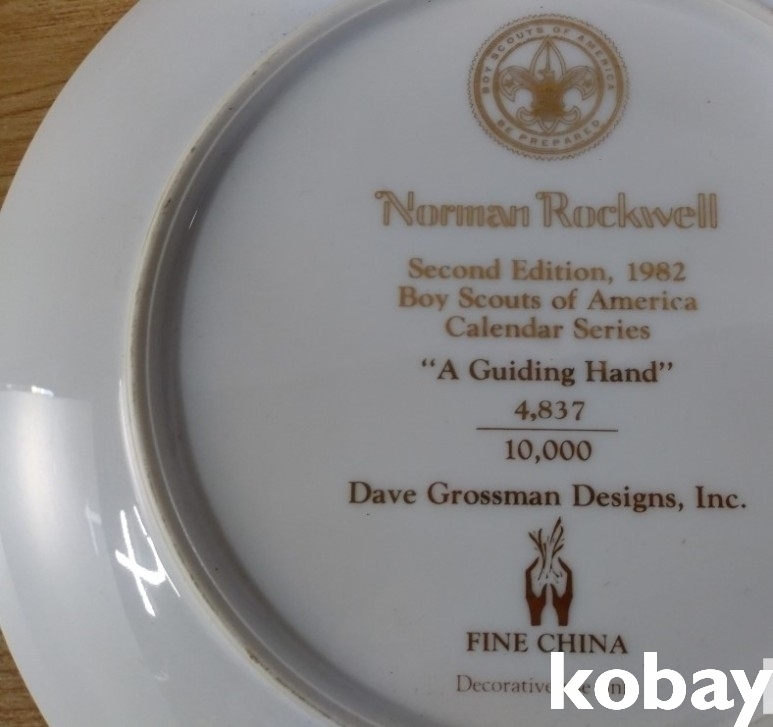 BOY SCOUTS OF AMERICA
BE PREPARED
Norman Rockwell
Second Edition, 1982
Boy Scouts of America
Calendar Series
“A Guiding Hand”
4,837
10,000
Dave Grossman Designs, Inc.
FINE CHINA
Decorative
kobay